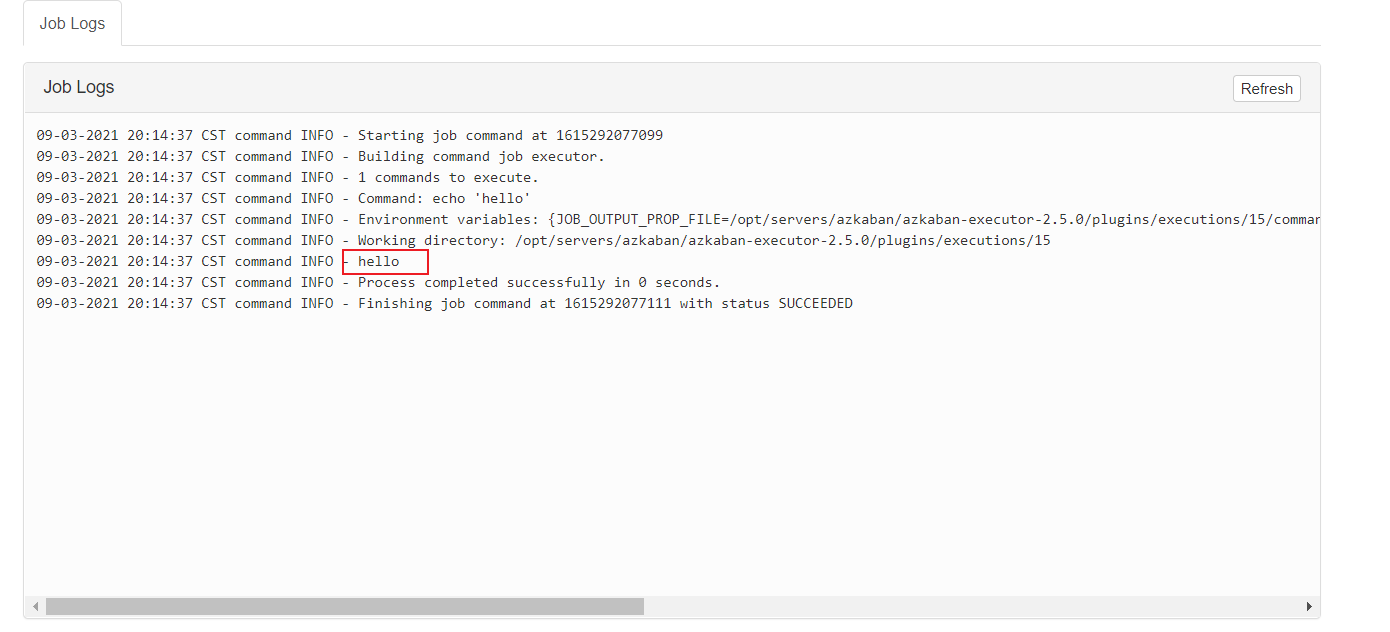 Job Logs
Job Logs
Refresh
09-03-2021 20:14:37 CST command INFO - Starting job command at 1615292077099
09-03-2021 20:14:37 CST command INFO - Building command job executor.
09-03-2021 20:14:37 CST command INFO - 1 commands to execute.
09-03-2021 20:14:37 CST command INFO - Command: echo 'hello'
09-03-2021 20:14:37 CST command INFO - Environment variables: {JOB_OUTPUT_PROP_FILE=/opt/servers/azkaban/azkaban-executor-2.5.0/plugins/executions/15/comman
09-03-2021 20:14:37 CST command INFO - Working directory: /opt/servers/azkaban/azkaban-executor-2.5.0/plugins/executions/15
09-03-2021 20:14:37 CST command INFO - hello
09-03-2021 20:14:37 CST command INFO - Process completed successfully in 0 seconds.
09-03-2021 20:14:37 CST command INFO - Finishing job command at 1615292077111 with status SUCCEEDED